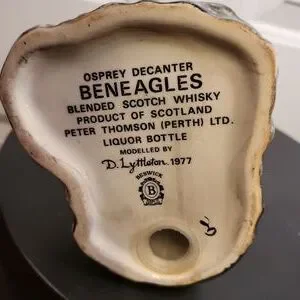 OSPREY DECANTER
BENEAGLES
BLENDED SCOTCH WHISKY
PRODUCT OF SCOTLAND
PETER THOMSON (PERTH) LTD.
LIQUOR BOTTLE
MODELLED BY
D. Lyttleton. 1977
BESWICK
B